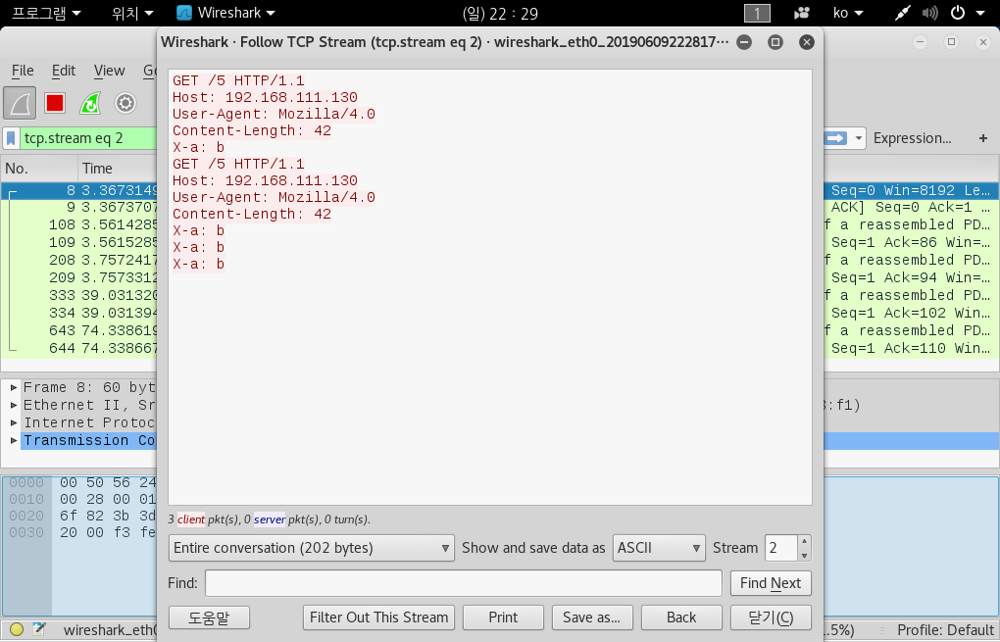 프로그램 위치 Wireshark (일) 22 : 29 1 ko
Wireshark · Follow TCP Stream (tcp.stream eq 2) · wireshark_eth0_20190609222817···
File Edit View Go
tcp.stream eq 2 Expression... +
No. Time
8 3.3673149 Seq=0 Win=8192 Le…
9 3.3673707 ACK] Seq=0 Ack=1 …
108 3.5614285 f a reassembled PD…
109 3.5615285 Seq=1 Ack=86 Win=…
208 3.7572417 f a reassembled PD…
209 3.7573312 Seq=1 Ack=94 Win=…
333 39.031320 f a reassembled PD…
334 39.031394 Seq=1 Ack=102 Win…
643 74.338619 f a reassembled PD…
644 74.338667 Seq=1 Ack=110 Win…
GET /5 HTTP/1.1
Host: 192.168.111.130
User-Agent: Mozilla/4.0
Content-Length: 42
X-a: b
GET /5 HTTP/1.1
Host: 192.168.111.130
User-Agent: Mozilla/4.0
Content-Length: 42
X-a: b
X-a: b
X-a: b
Frame 8: 60 byt
Ethernet II, Sr :f1)
Internet Protoc
Transmission Co
0000 00 50 56 24
0010 00 28 00 01
0020 6f 82 3b 3d
0030 20 00 f3 fe
3 client pkt(s), 0 server pkt(s), 0 turn(s).
Entire conversation (202 bytes) Show and save data as ASCII Stream 2
Find: Find Next
도움말 Filter Out This Stream Print Save as... Back 닫기(C)
wireshark_eth0 .5%) Profile: Default